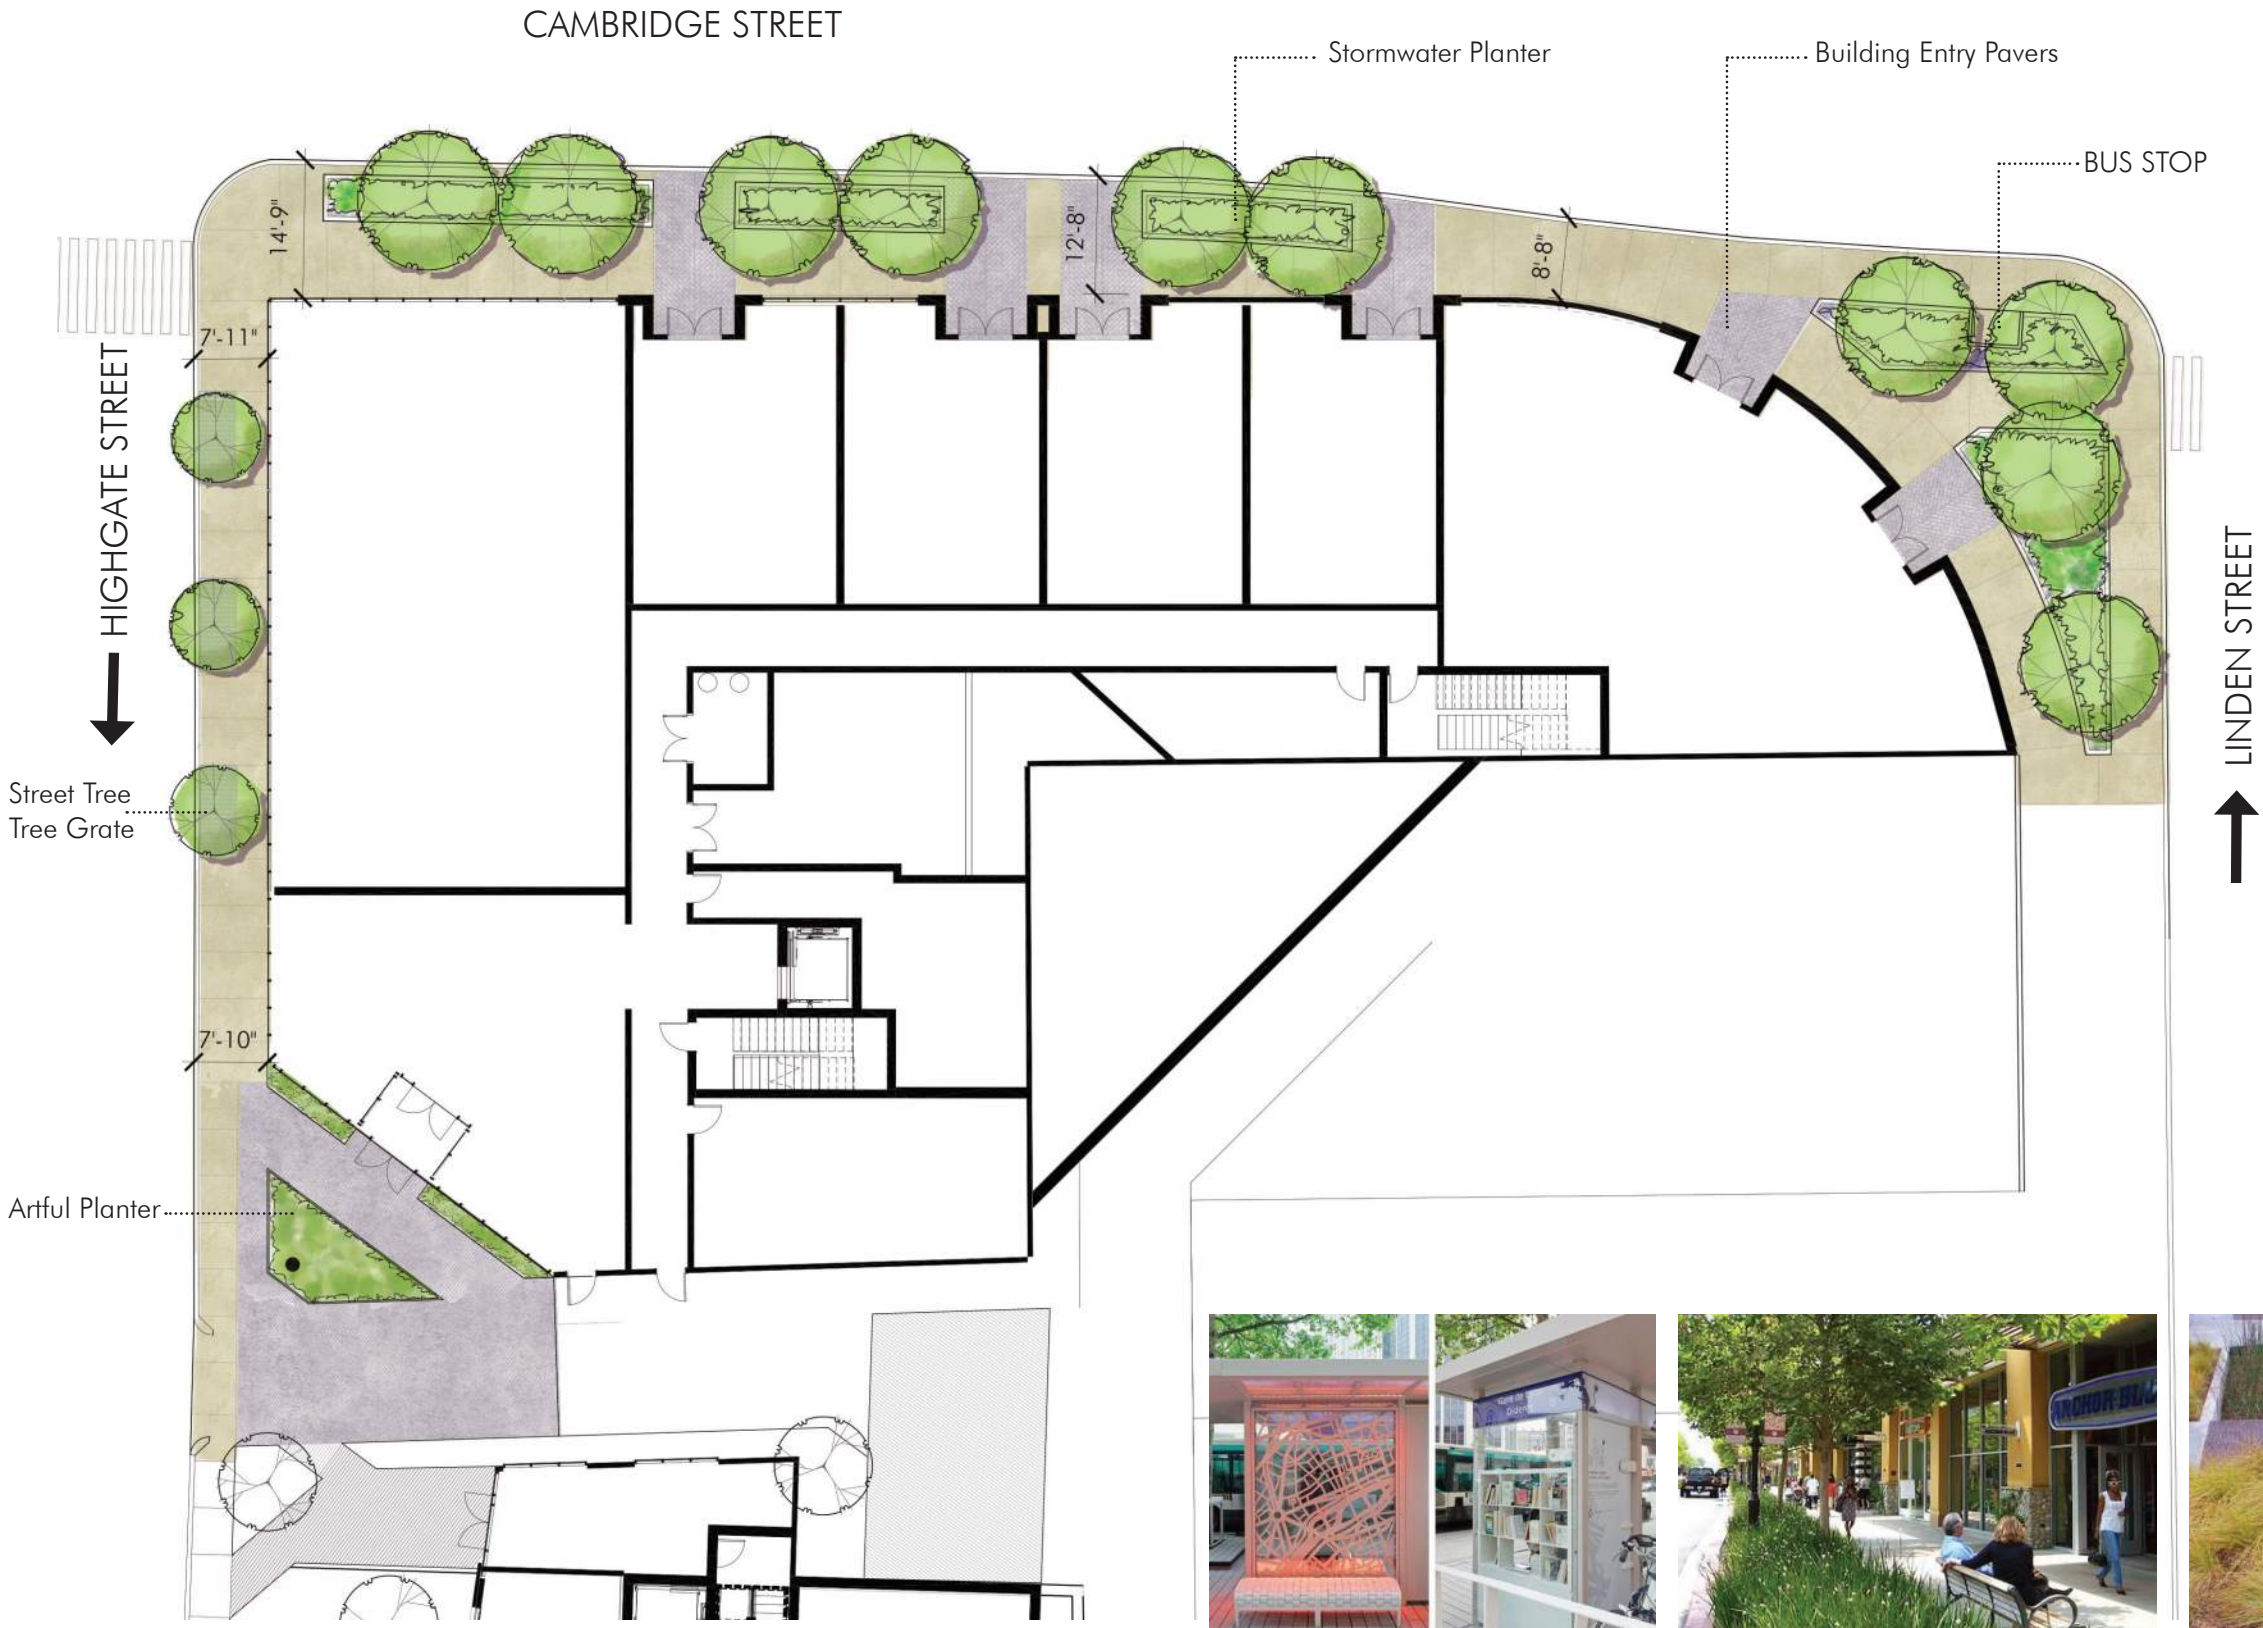 CAMBRIDGE STREET
Stormwater Planter
Building Entry Pavers
BUS STOP
14'-9"
12'-8"
8'-8"
7'-11"
HIGHGATE STREET
LINDEN STREET
Street Tree
Tree Grate
7'-10"
Artful Planter